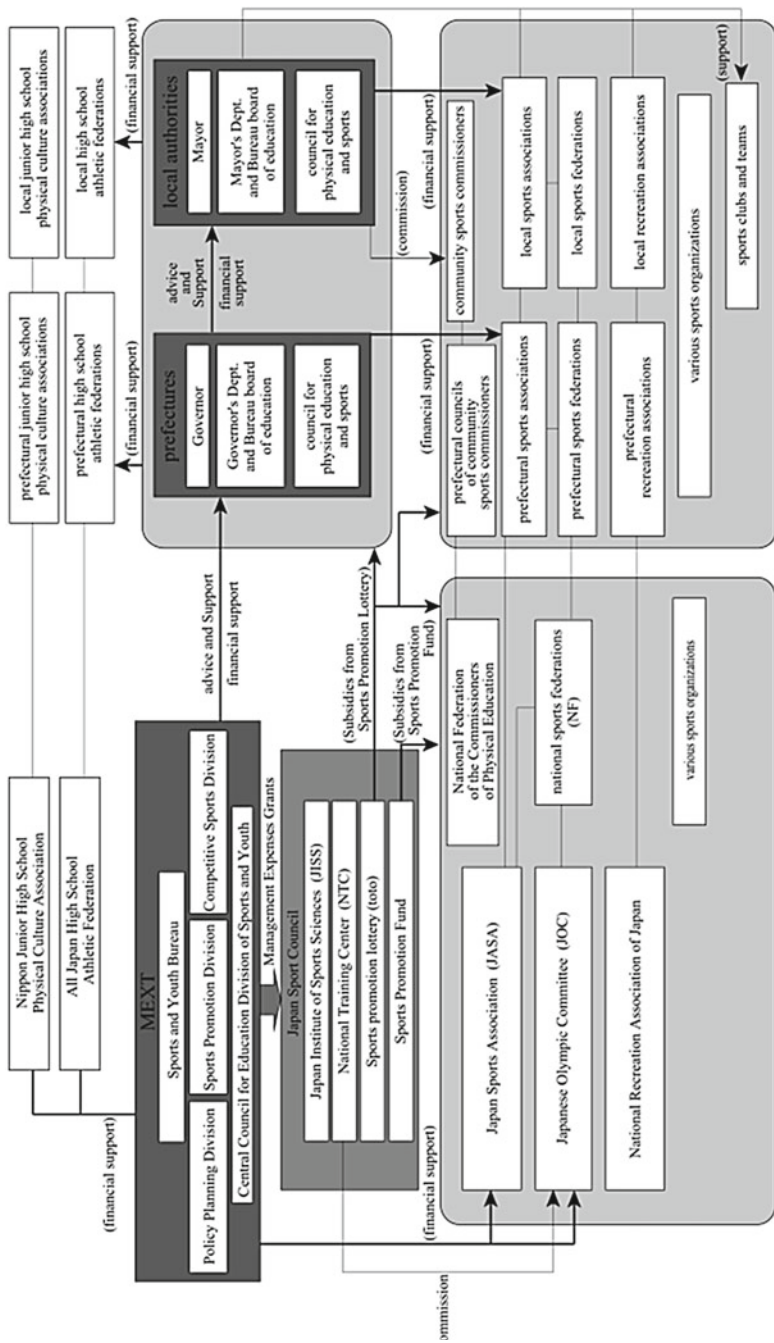 Nippon Junior High School
Physical Culture Association
All Japan High School
Athletic Federation
prefectural junior high school
physical culture associations
prefectural high school
athletic federations
local junior high school
physical culture associations
local high school
athletic federations
(financial support)
(financial support)
(financial support)
MEXT
Sports and Youth Bureau
Policy Planning Division
Sports Promotion Division
Competitive Sports Division
Central Council for Education Division of Sports and Youth
advice and Support
financial support
prefectures
Governor
Governor's Dept.
and Bureau board
of education
council for
physical education
and sports
advice
and
Support
financial
support
local authorities
Mayor
Mayor's Dept.
and Bureau board
of education
council for
physical education
and sports
Management Expenses Grants
Japan Sport Council
Japan Institute of Sports Sciences (JISS)
National Training Center (NTC)
Sports promotion lottery (toto)
Sports Promotion Fund
(Subsidies from
Sports Promotion Lottery)
(Subsidies from
Sports Promotion
Fund)
(financial support)
(financial support)
(commission)
(financial support)
(support)
ommission
Japan Sports Association (JASA)
Japanese Olympic Committee (JOC)
National Recreation Association of Japan
National Federation
of the Commissioners
of Physical Education
national sports federations
(NF)
various sports organizations
prefectural councils
of community
sports commissioners
prefectural sports associations
prefectural sports federations
prefectural
recreation associations
community sports commissioners
local sports associations
local sports federations
local recreation associations
various sports organizations
sports clubs and teams